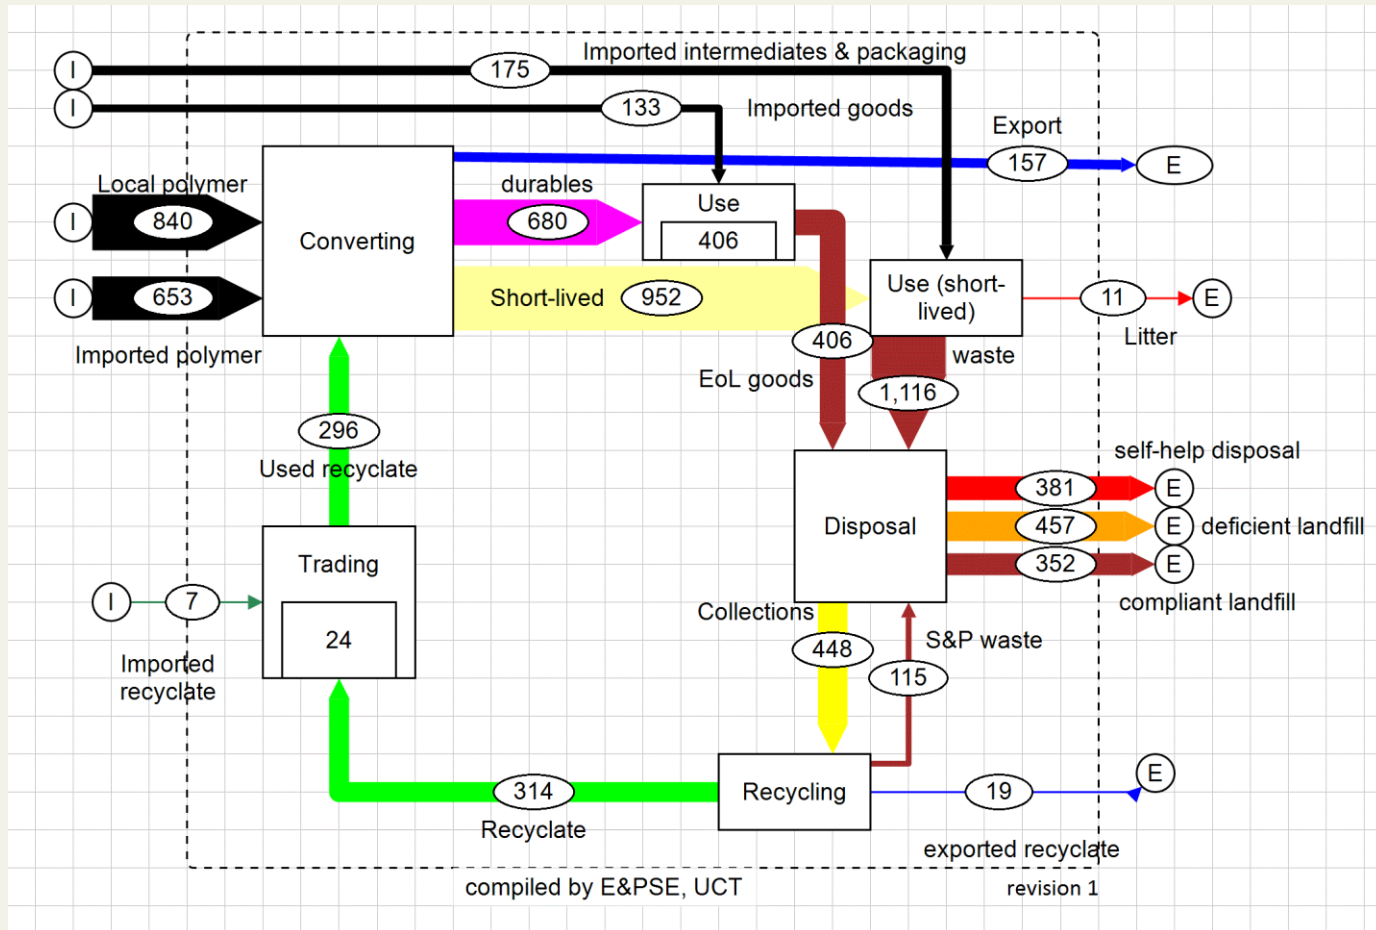 Imported intermediates & packaging
I
175
I
133
Imported goods
Export
157
E
Local polymer
durables
I
840
Converting
680
Use
406
I
653
Short-lived
952
Use (short-
lived)
11
E
Imported polymer
406
waste
Litter
EoL goods
1,116
296
Used recyclate
self-help disposal
381
E
Disposal
457
E
deficient landfill
352
E
compliant landfill
Trading
I
7
24
Imported
recyclate
Collections
448
S&P waste
115
314
Recyclate
Recycling
19
E
exported recyclate
compiled by E&PSE, UCT
revision 1